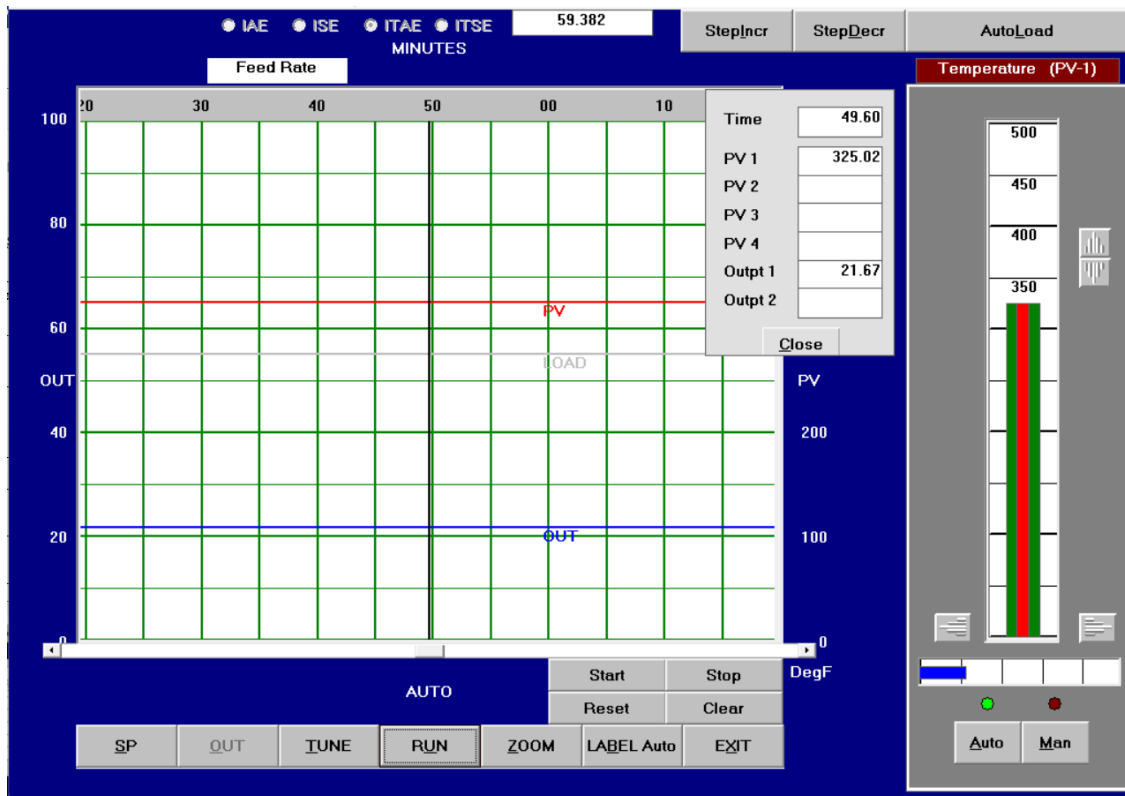 IAE ISE ITAE ITSE 59.382 StepIncr StepDecr AutoLoad
MINUTES
Feed Rate
Temperature (PV-1)
20 30 40 50 00 10
100
80
60
OUT
40
20
0
PV
LOAD
OUT
Time 49.60
PV 1 325.02
PV 2
PV 3
PV 4
Outpt 1 21.67
Outpt 2
Close
PV
200
100
0
DegF
500
450
400
350
AUTO
Start Stop
Reset Clear
SP OUT TUNE RUN ZOOM LABEL Auto EXIT
Auto Man